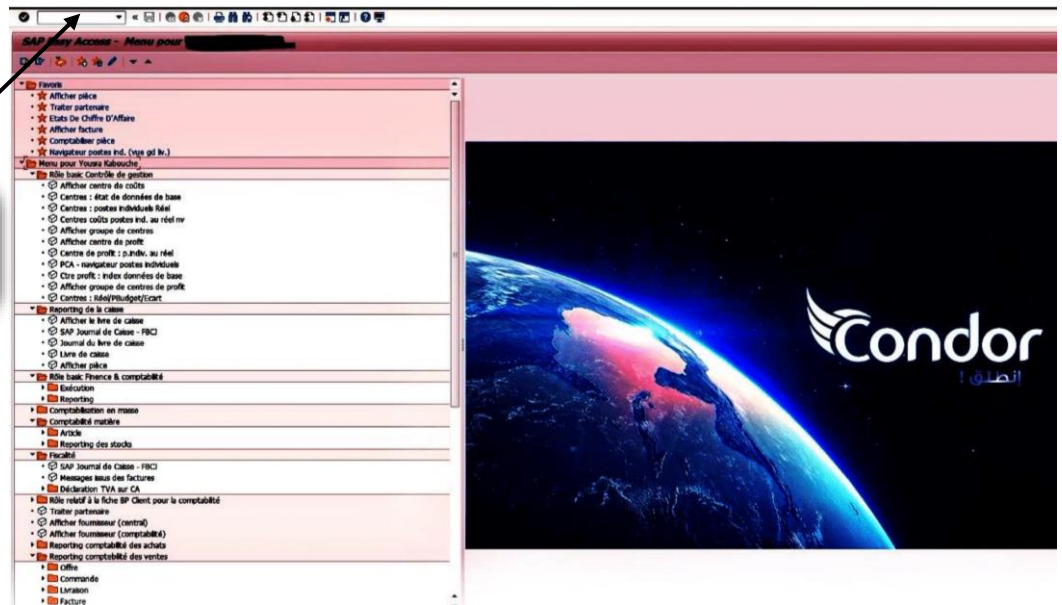 SAP Easy Access - Menu pour
Favoris
Afficher pièce
Traiter partenaire
Etats De Chiffre D'Affaire
Afficher facture
Comptabiliser pièce
Navigateur postes ind. (vue gd liv.)
Menu pour Yousra Kabouche
Rôle basic Contrôle de gestion
Afficher centre de coûts
Centres : état de données de base
Centres : postes individuels Réel
Centres coûts postes ind. au réel mv
Afficher groupe de centres
Afficher centre de profit
Centre de profit : p.indiv. au réel
PCA - navigateur postes individuels
Ctre profit : index données de base
Afficher groupe de centres de profit
Centres : Réel/PBudget/Ecart
Reporting de la caisse
Afficher le livre de caisse
SAP Journal de Caisse - FBCJ
Journal du livre de caisse
Livre de caisse
Afficher pièce
Rôle basic Finence & comptabilité
Exécution
Reporting
Comptabilisation en masse
Comptabilité matière
Article
Reporting des stocks
Fiscalité
SAP Journal de Caisse - FBCJ
Messages issus des factures
Déclaration TVA sur CA
Rôle relatif à la fiche BP Client pour la comptabilité
Traiter partenaire
Afficher fournisseur (central)
Afficher fournisseur (comptabilité)
Reporting comptabilité des achats
Reporting comptabilité des ventes
Offre
Commande
Livraison
Facture
Condor
إنطلق !